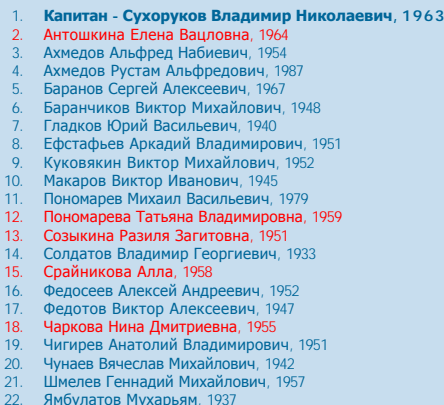 1. Капитан - Сухоруков Владимир Николаевич, 1963
2. Антошкина Елена Вацловна, 1964
3. Ахмедов Альфред Набиевич, 1954
4. Ахмедов Рустам Альфредович, 1987
5. Баранов Сергей Алексеевич, 1967
6. Баранчиков Виктор Михайлович, 1948
7. Гладков Юрий Васильевич, 1940
8. Ефстафьев Аркадий Владимирович, 1951
9. Куковякин Виктор Михайлович, 1952
10. Макаров Виктор Иванович, 1945
11. Пономарев Михаил Васильевич, 1979
12. Пономарева Татьяна Владимировна, 1959
13. Созыкина Разиля Загитовна, 1951
14. Солдатов Владимир Георгиевич, 1933
15. Срайникова Алла, 1958
16. Федосеев Алексей Андреевич, 1952
17. Федотов Виктор Алексеевич, 1947
18. Чаркова Нина Дмитриевна, 1955
19. Чигирев Анатолий Владимирович, 1951
20. Чунаев Вячеслав Михайлович, 1942
21. Шмелев Геннадий Михайлович, 1957
22. Ямбулатов Мухарьям, 1937